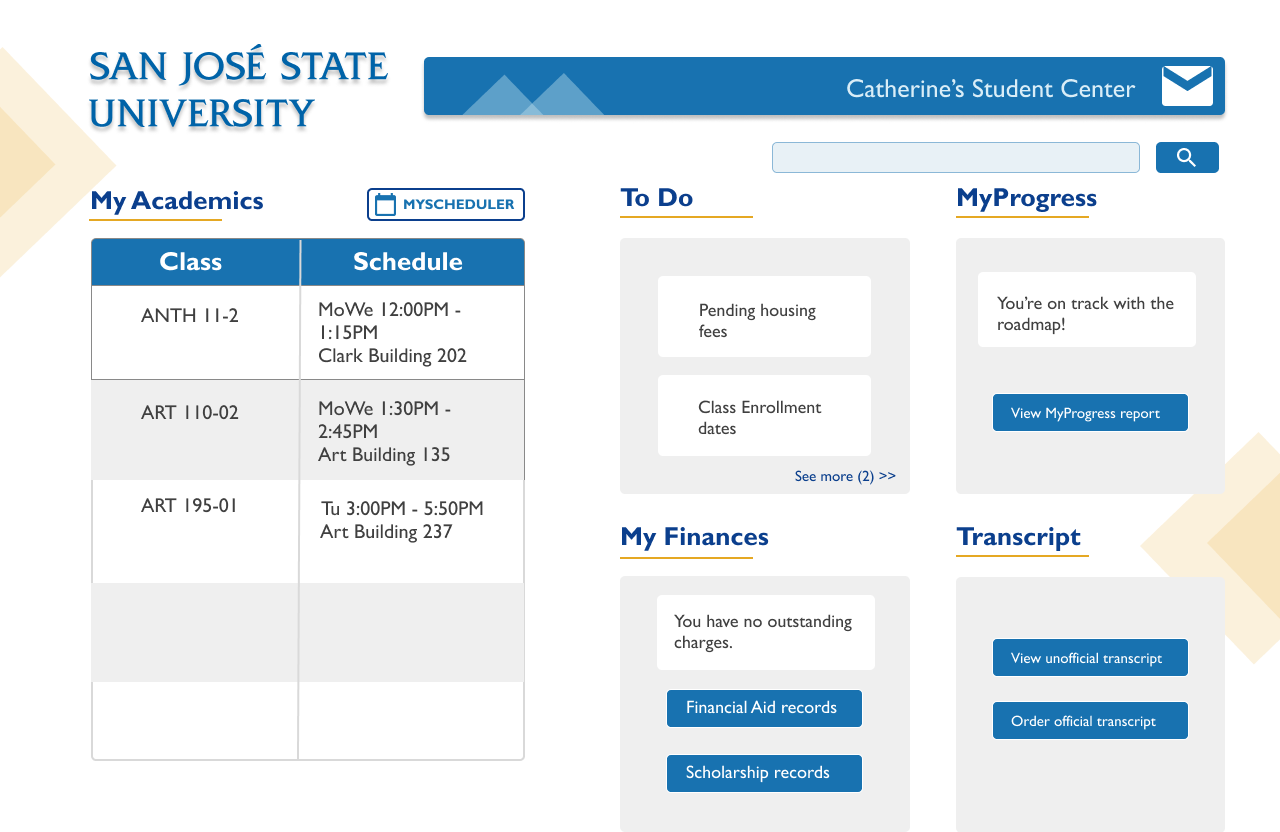 SAN JOSÉ STATE
UNIVERSITY
Catherine's Student Center
My Academics
MYSCHEDULER
Class
Schedule
ANTH 11-2
MoWe 12:00PM -
1:15PM
Clark Building 202
ART 110-02
MoWe 1:30PM -
2:45PM
Art Building 135
ART 195-01
Tu 3:00PM - 5:50PM
Art Building 237
To Do
Pending housing
fees
Class Enrollment
dates
See more (2) >>
MyProgress
You're on track with the
roadmap!
View MyProgress report
My Finances
You have no outstanding
charges.
Financial Aid records
Scholarship records
Transcript
View unofficial transcript
Order official transcript